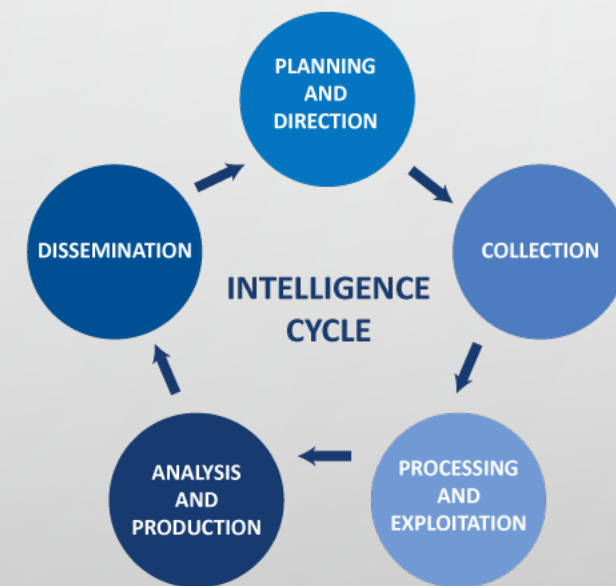 PLANNING
AND
DIRECTION
COLLECTION
PROCESSING
AND
EXPLOITATION
ANALYSIS
AND
PRODUCTION
DISSEMINATION
INTELLIGENCE
CYCLE